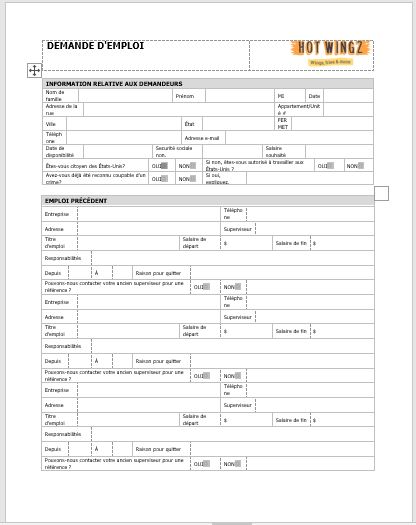 DEMANDE D'EMPLOI
HOT WINGZ
Wings, Fries & more
INFORMATION RELATIVE AUX DEMANDEURS
Nom de famille Prénom MI Date
Adresse de la rue Appartement/Unité #
Ville État FERMET
Téléphone Adresse e-mail
Date de disponibilité Securité sociale non. Salaire souhaité
Êtes-vous citoyen des États-Unis? OUI NON Si non, êtes-vous autorisé à travailler aux États-Unis ? OUI NON
Avez-vous déjà été reconnu coupable d'un crime? OUI NON Si oui, expliquez.
EMPLOI PRÉCÉDENT
Entreprise Téléphone
Adresse Superviseur
Titre d'emploi Salaire de départ $ Salaire de fin $
Responsabilités
Depuis À Raison pour quitter
Pouvons-nous contacter votre ancien superviseur pour une référence ? OUI NON
Entreprise Téléphone
Adresse Superviseur
Titre d'emploi Salaire de départ $ Salaire de fin $
Responsabilités
Depuis À Raison pour quitter
Pouvons-nous contacter votre ancien superviseur pour une référence ? OUI NON
Entreprise Téléphone
Adresse Superviseur
Titre d'emploi Salaire de départ $ Salaire de fin $
Responsabilités
Depuis À Raison pour quitter
Pouvons-nous contacter votre ancien superviseur pour une référence ? OUI NON